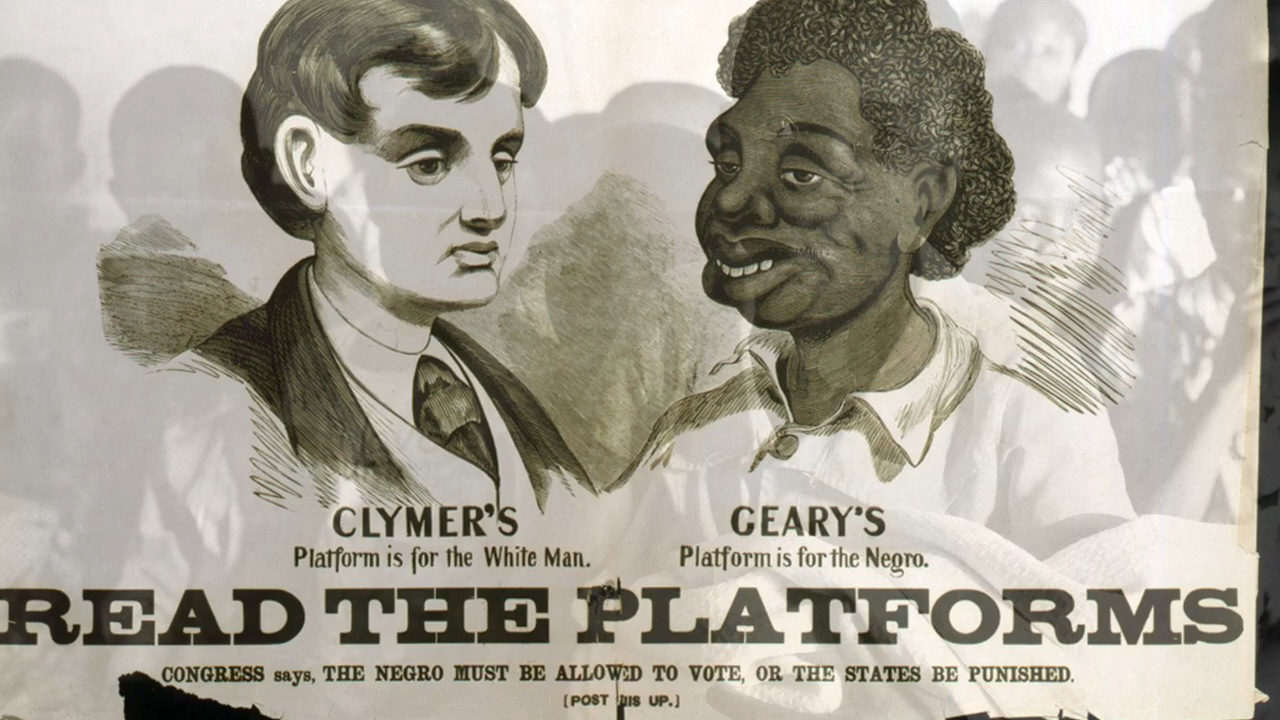 CLYMER'S
Platform is for the White Man.
GEARY'S
Platform is for the Negro.
READ THE PLATFORMS
CONGRESS says, THE NEGRO MUST BE ALLOWED TO VOTE, OR THE STATES BE PUNISHED.
[POST UP.]